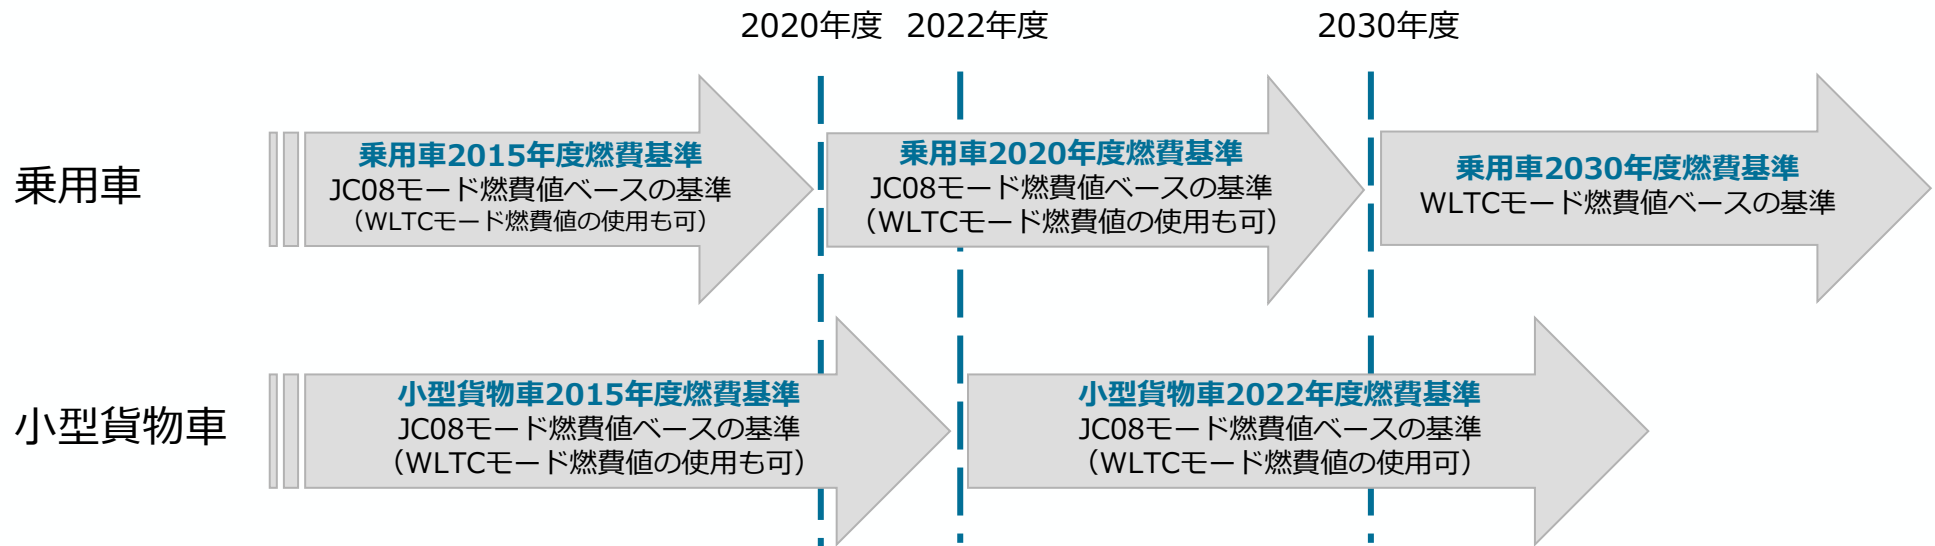 2020年度 2022年度 2030年度
乗用車
乗用車2015年度燃費基準
JC08モード燃費値ベースの基準
（WLTCモード燃費値の使用も可）
乗用車2020年度燃費基準
JC08モード燃費値ベースの基準
（WLTCモード燃費値の使用も可）
乗用車2030年度燃費基準
WLTCモード燃費値ベースの基準
小型貨物車
小型貨物車2015年度燃費基準
JC08モード燃費値ベースの基準
（WLTCモード燃費値の使用も可）
小型貨物車2022年度燃費基準
JC08モード燃費値ベースの基準
（WLTCモード燃費値の使用可）